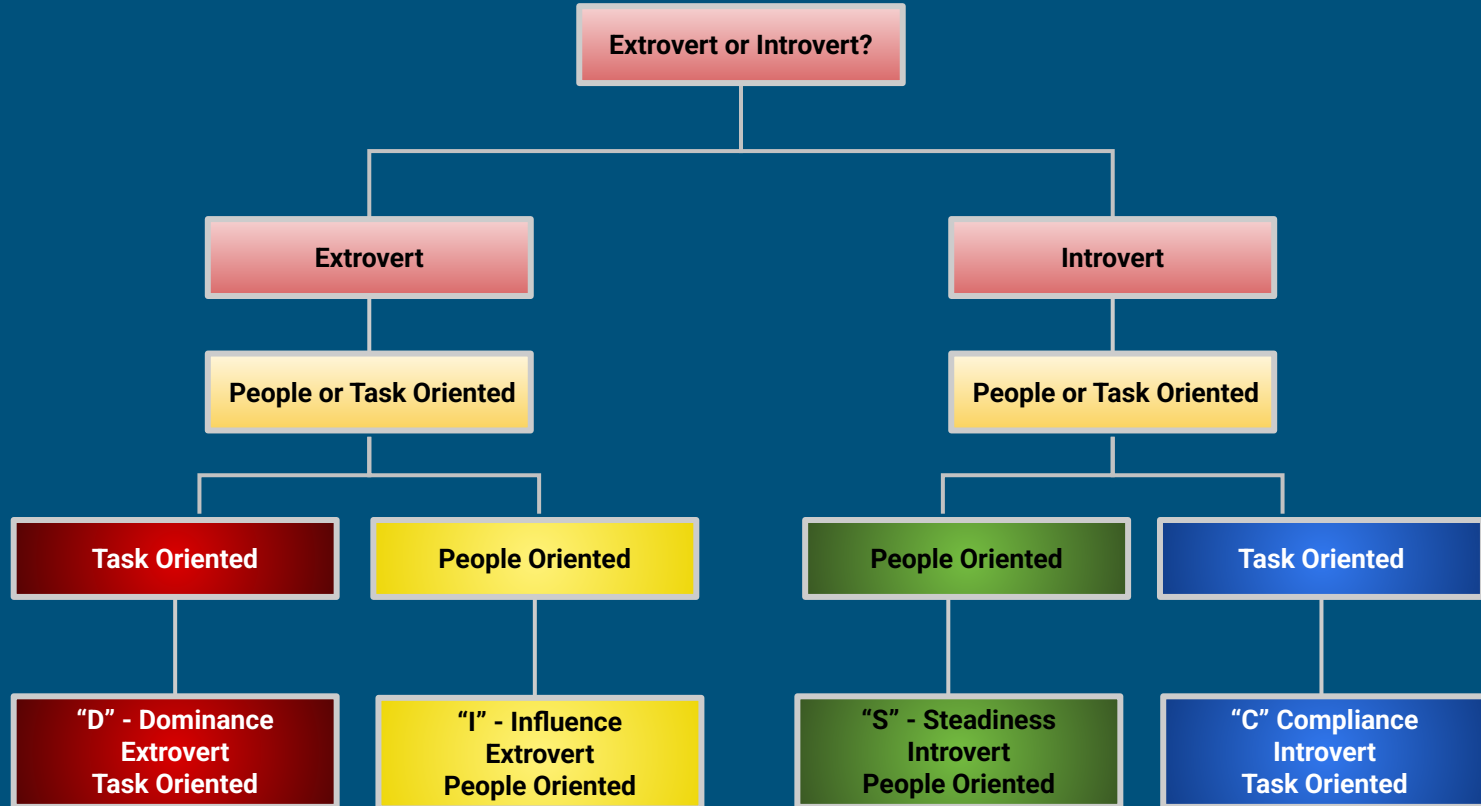 Extrovert or Introvert?
Extrovert
Introvert
People or Task Oriented
People or Task Oriented
Task Oriented
People Oriented
People Oriented
Task Oriented
“D” - Dominance
Extrovert
Task Oriented
“I” - Influence
Extrovert
People Oriented
“S” - Steadiness
Introvert
People Oriented
“C” Compliance
Introvert
Task Oriented